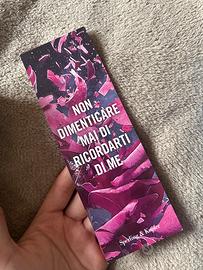 NON
DIMENTICARE
MAI DI
RICORDARTI
DI ME
Sperling & Kupfer